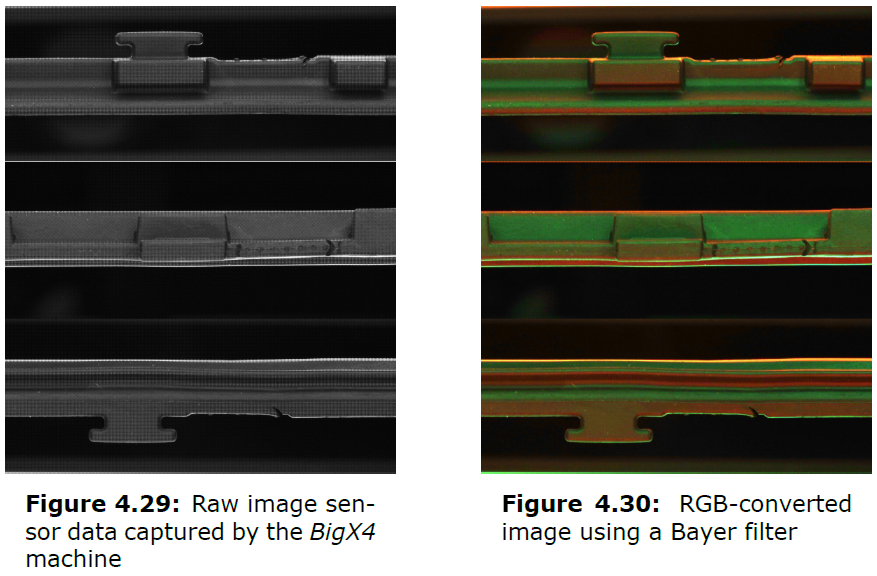 Figure 4.29: Raw image sen-
sor data captured by the BigX4
machine
Figure 4.30: RGB-converted
image using a Bayer filter